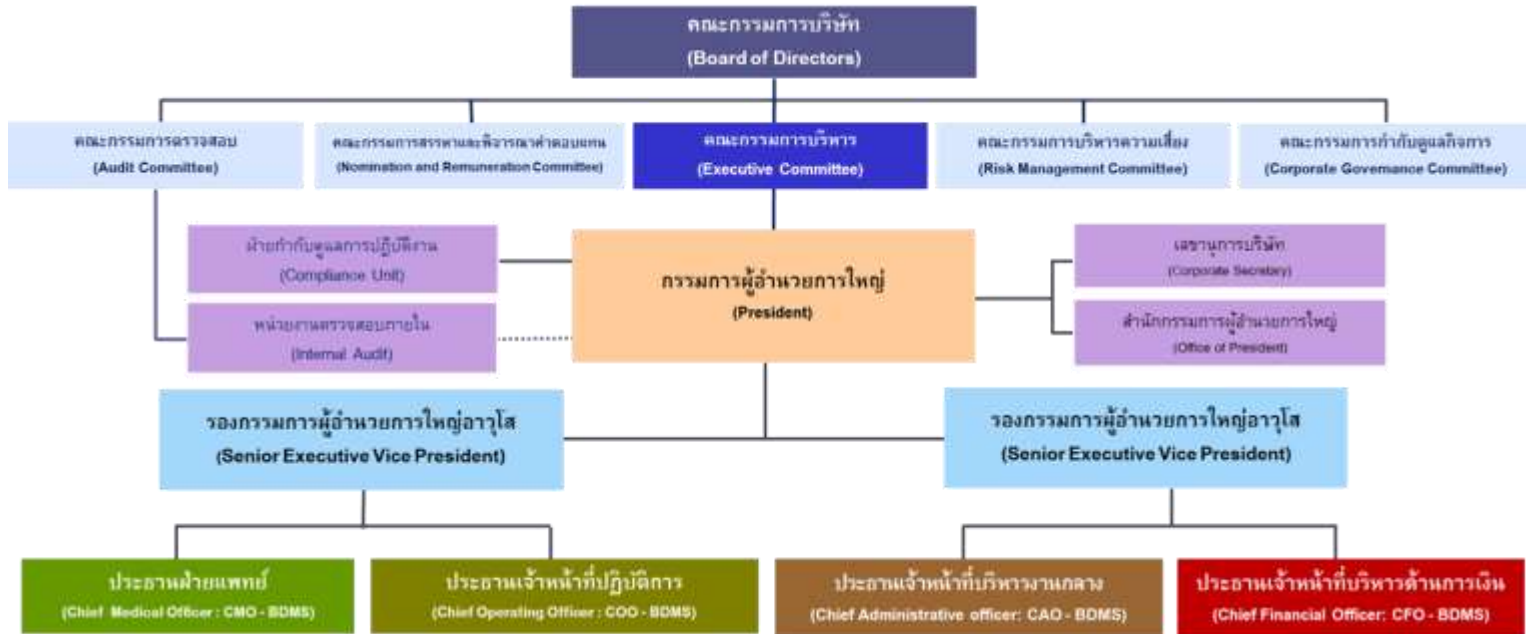 คณะกรรมการบริษัท
(Board of Directors)
คณะกรรมการตรวจสอบ
(Audit Committee)
คณะกรรมการสรรหาและพิจารณาค่าตอบแทน
(Nomination and Remuneration Committee)
คณะกรรมการบริหาร
(Executive Committee)
คณะกรรมการบริหารความเสี่ยง
(Risk Management Committee)
คณะกรรมการกำกับดูแลกิจการ
(Corporate Governance Committee)
ฝ่ายกำกับดูแลการปฏิบัติงาน
(Compliance Unit)
หน่วยงานตรวจสอบภายใน
(Internal Audit)
กรรมการผู้อำนวยการใหญ่
(President)
เลขานุการบริษัท
(Corporate Secretary)
สำนักกรรมการผู้อำนวยการใหญ่
(Office of President)
รองกรรมการผู้อำนวยการใหญ่อาวุโส
(Senior Executive Vice President)
รองกรรมการผู้อำนวยการใหญ่อาวุโส
(Senior Executive Vice President)
ประธานฝ่ายแพทย์
(Chief Medical Officer : CMO - BDMS)
ประธานเจ้าหน้าที่ปฏิบัติการ
(Chief Operating Officer : COO - BDMS)
ประธานเจ้าหน้าที่บริหารงานกลาง
(Chief Administrative officer: CAO - BDMS)
ประธานเจ้าหน้าที่บริหารด้านการเงิน
(Chief Financial Officer: CFO - BDMS)